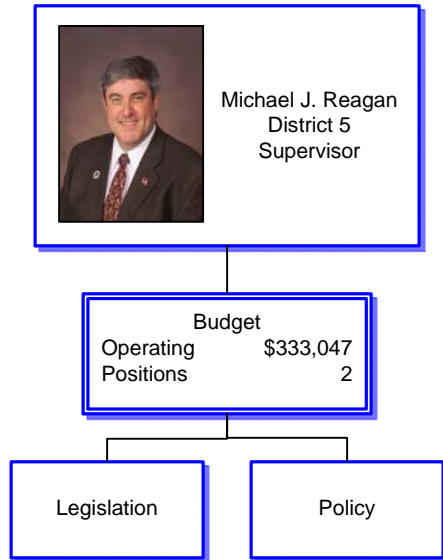 Michael J. Reagan
District 5
Supervisor
Budget
Operating $333,047
Positions 2
Legislation
Policy